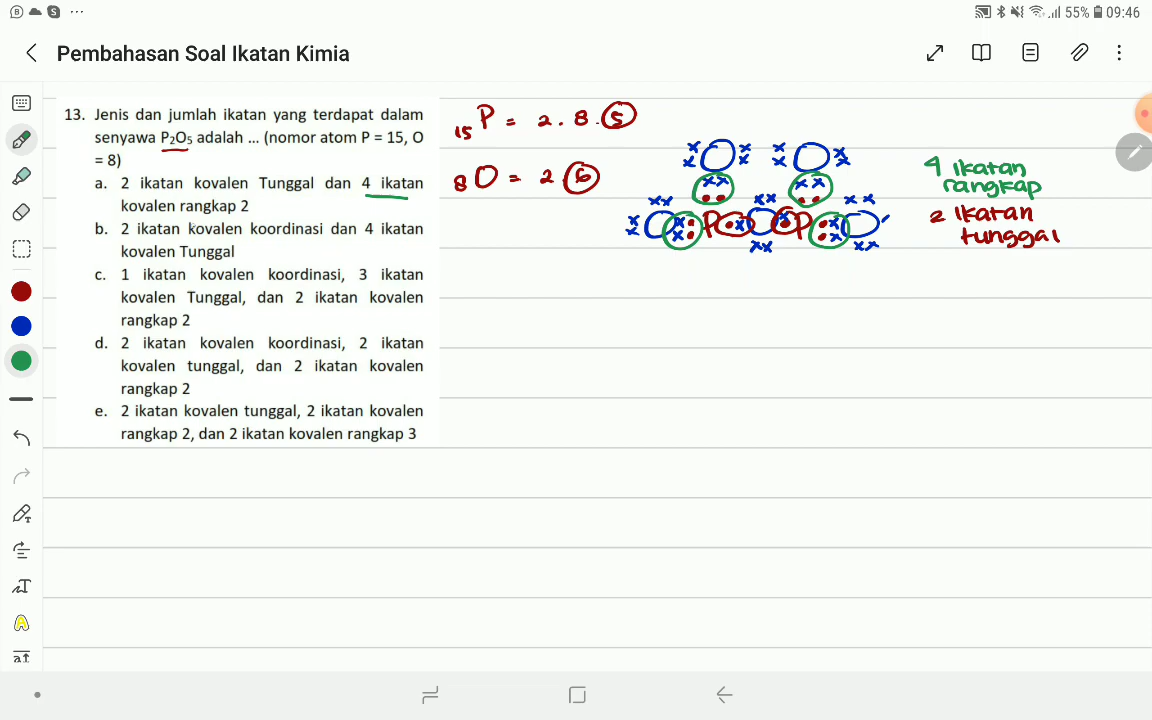 55% 09:46
Pembahasan Soal Ikatan Kimia
13. Jenis dan jumlah ikatan yang terdapat dalam
senyawa P₂O₅ adalah ... (nomor atom P = 15, O
= 8)
a. 2 ikatan kovalen Tunggal dan 4 ikatan
kovalen rangkap 2
b. 2 ikatan kovalen koordinasi dan 4 ikatan
kovalen Tunggal
c. 1 ikatan kovalen koordinasi, 3 ikatan
kovalen Tunggal, dan 2 ikatan kovalen
rangkap 2
d. 2 ikatan kovalen koordinasi, 2 ikatan
kovalen tunggal, dan 2 ikatan kovalen
rangkap 2
e. 2 ikatan kovalen tunggal, 2 ikatan kovalen
rangkap 2, dan 2 ikatan kovalen rangkap 3
₁₅P = 2 . 8 . 5
₈O = 2 6
O O
O P O P O
4 Ikatan
rangkap
2 Ikatan
tunggal